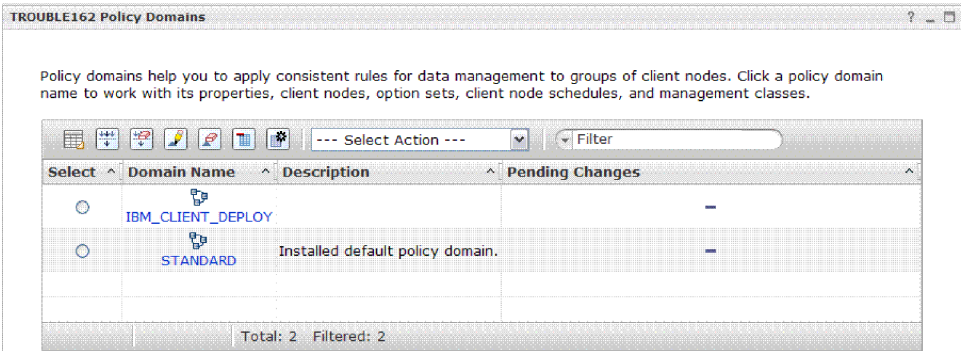 TROUBLE162 Policy Domains ?
Policy domains help you to apply consistent rules for data management to groups of client nodes. Click a policy domain
name to work with its properties, client nodes, option sets, client node schedules, and management classes.
--- Select Action --- Filter
Select Domain Name Description Pending Changes
IBM_CLIENT_DEPLOY
STANDARD Installed default policy domain.
Total: 2 Filtered: 2